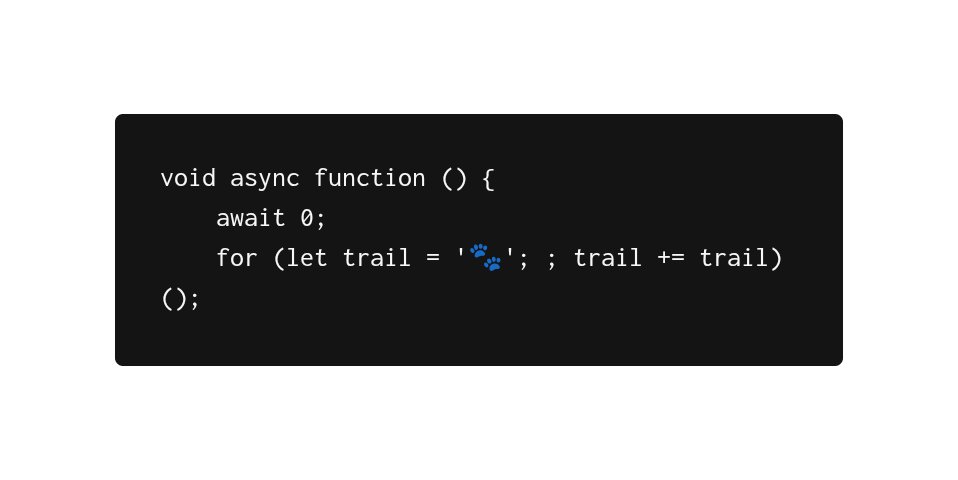 void async function () {
    await 0;
    for (let trail = '🐾'; ; trail += trail)
();